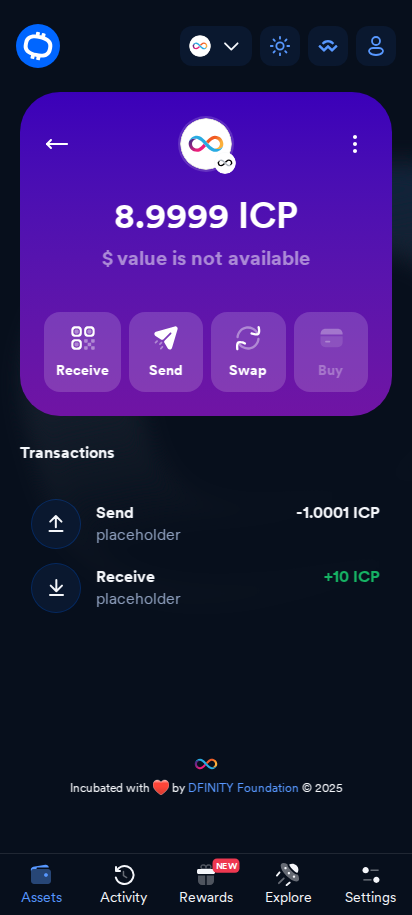 8.9999 ICP
$ value is not available
Receive
Send
Swap
Buy
Transactions
Send
-1.0001 ICP
placeholder
Receive
+10 ICP
placeholder
Incubated with ❤️ by DFINITY Foundation © 2025
NEW
Assets
Activity
Rewards
Explore
Settings